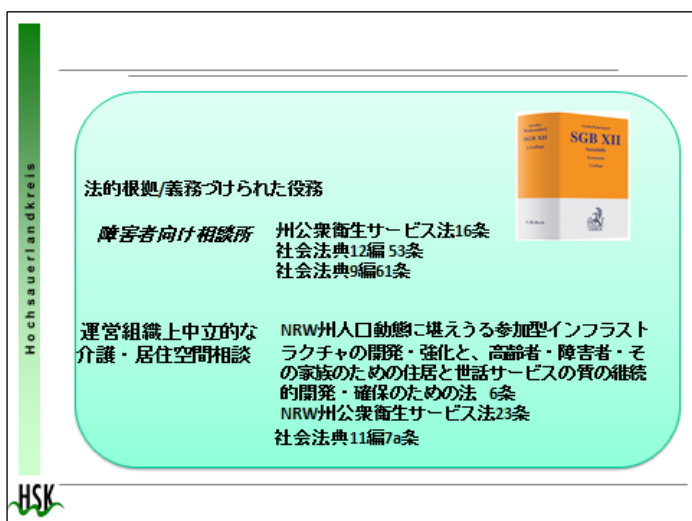 Hochsauerlandkreis
SGB XII
法的根拠/義務づけられた役務
障害者向け相談所
州公衆衛生サービス法16条
社会法典12編 53条
社会法典9編61条
運営組織上中立的な
介護・居住空間相談
NRW州人口動態に堪えうる参加型インフラスト
ラクチャの開発・強化と、高齢者・障害者・そ
の家族のための住居と世話サービスの質の継続
的開発・確保のための法 6条
NRW州公衆衛生サービス法23条
社会法典11編7a条
HSK